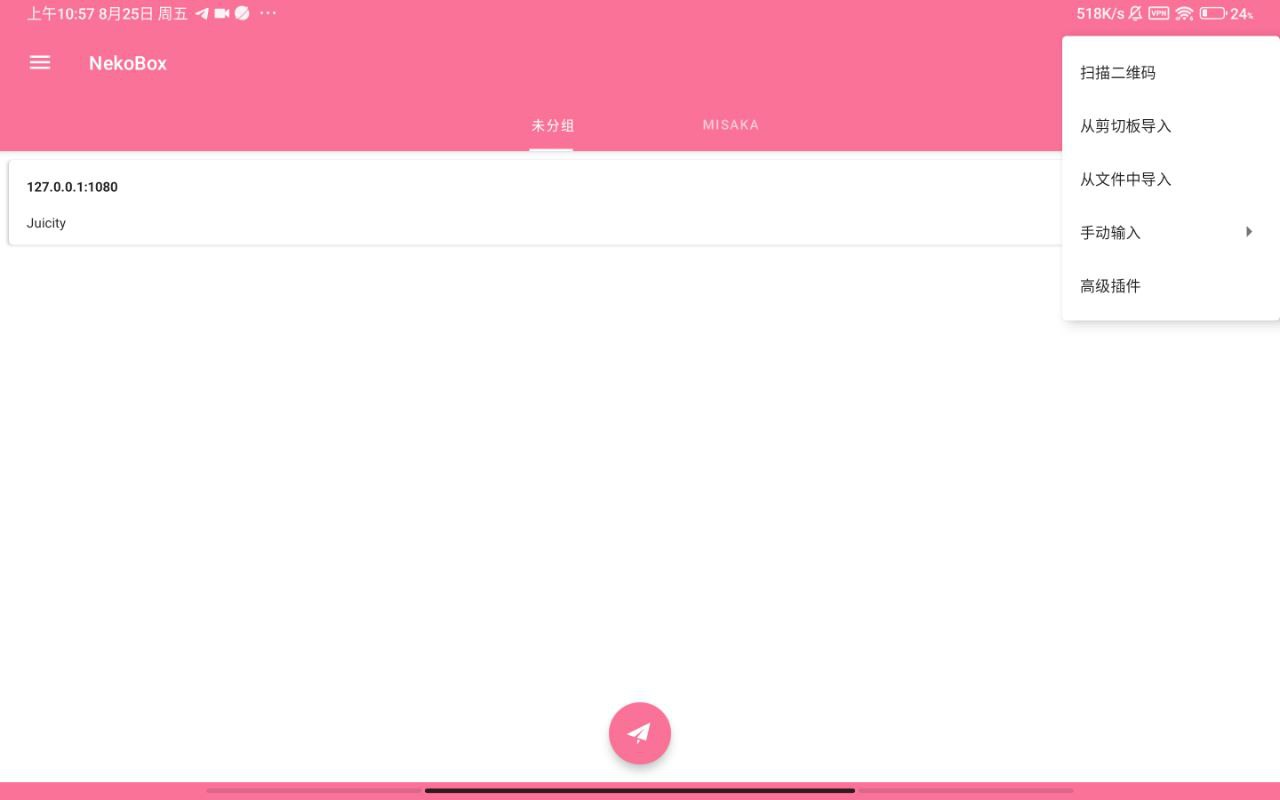 上午10:57 8月25日 周五 ···
518K/s VPN 24%
NekoBox
未分组 MISAKA
127.0.0.1:1080
Juicity
扫描二维码
从剪切板导入
从文件中导入
手动输入
高级插件